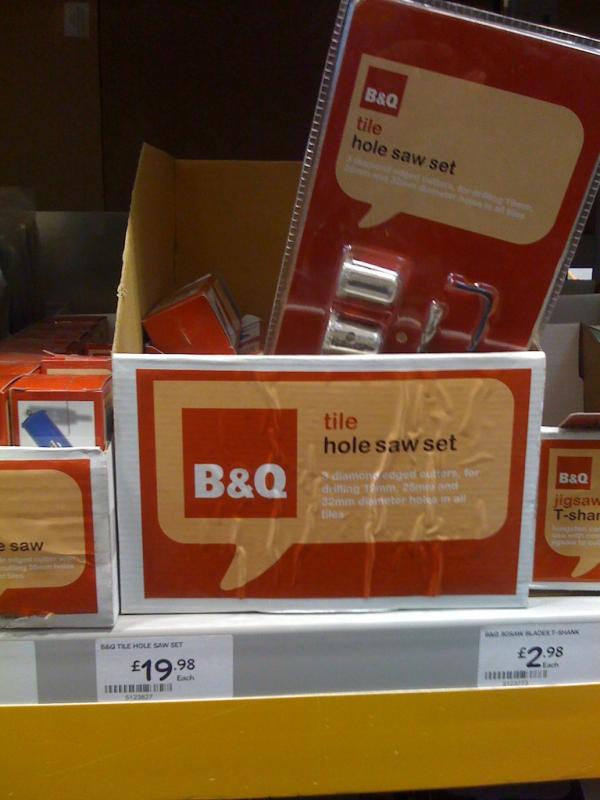 B&Q
tile
hole saw set
3 diamond edged cutters, for drilling 19mm,
25mm and 32mm diameter holes in all tiles
B&Q
tile
hole saw set
3 diamond edged cutters, for
drilling 19mm, 25mm and
32mm diameter holes in all
tiles
e saw
B&Q
jigsaw
T-shan
B&Q TILE HOLE SAW SET
£19.98
Each
5123827
B&Q JIGSAW BLADES T-SHANK
£2.98
Each